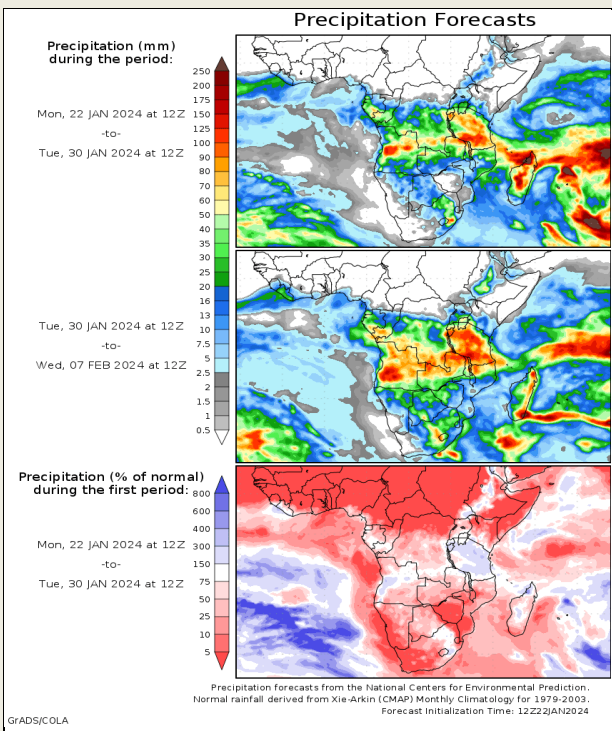 Precipitation Forecasts
Precipitation (mm)
during the period:
Mon, 22 JAN 2024 at 12Z
-to-
Tue, 30 JAN 2024 at 12Z
250
200
175
150
125
100
90
80
70
60
50
40
35
30
25
20
16
13
10
7.5
5
2.5
2
1.5
1
0.5
Tue, 30 JAN 2024 at 12Z
-to-
Wed, 07 FEB 2024 at 12Z
Precipitation (% of normal)
during the first period:
Mon, 22 JAN 2024 at 12Z
-to-
Tue, 30 JAN 2024 at 12Z
800
600
400
300
150
75
50
25
10
5
Precipitation forecasts from the National Centers for Environmental Prediction.
Normal rainfall derived from Xie-Arkin (CMAP) Monthly Climatology for 1979-2003.
Forecast Initialization Time: 12Z22JAN2024
GrADS/COLA